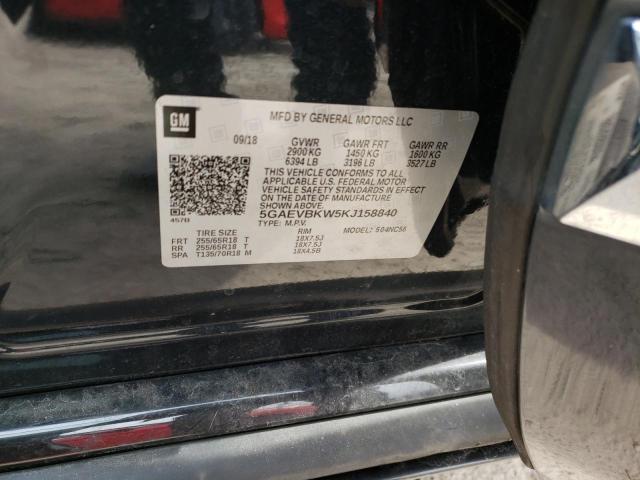 GM
MFD BY GENERAL MOTORS LLC
09/18 GVWR GAWR FRT GAWR RR
2900 KG 1450 KG 1600 KG
6394 LB 3196 LB 3527 LB
THIS VEHICLE CONFORMS TO ALL
APPLICABLE U.S. FEDERAL MOTOR
VEHICLE SAFETY STANDARDS IN EFFECT
ON THE DATE OF MANUFACTURE SHOWN ABOVE.
457B
5GAEVBKW5KJ158840
TYPE: M.P.V. MODEL: 504NC56
TIRE SIZE RIM
FRT 255/65R18 T 18X7.5J
RR 255/65R18 T 18X7.5J
SPA T135/70R18 M 18X4.5B